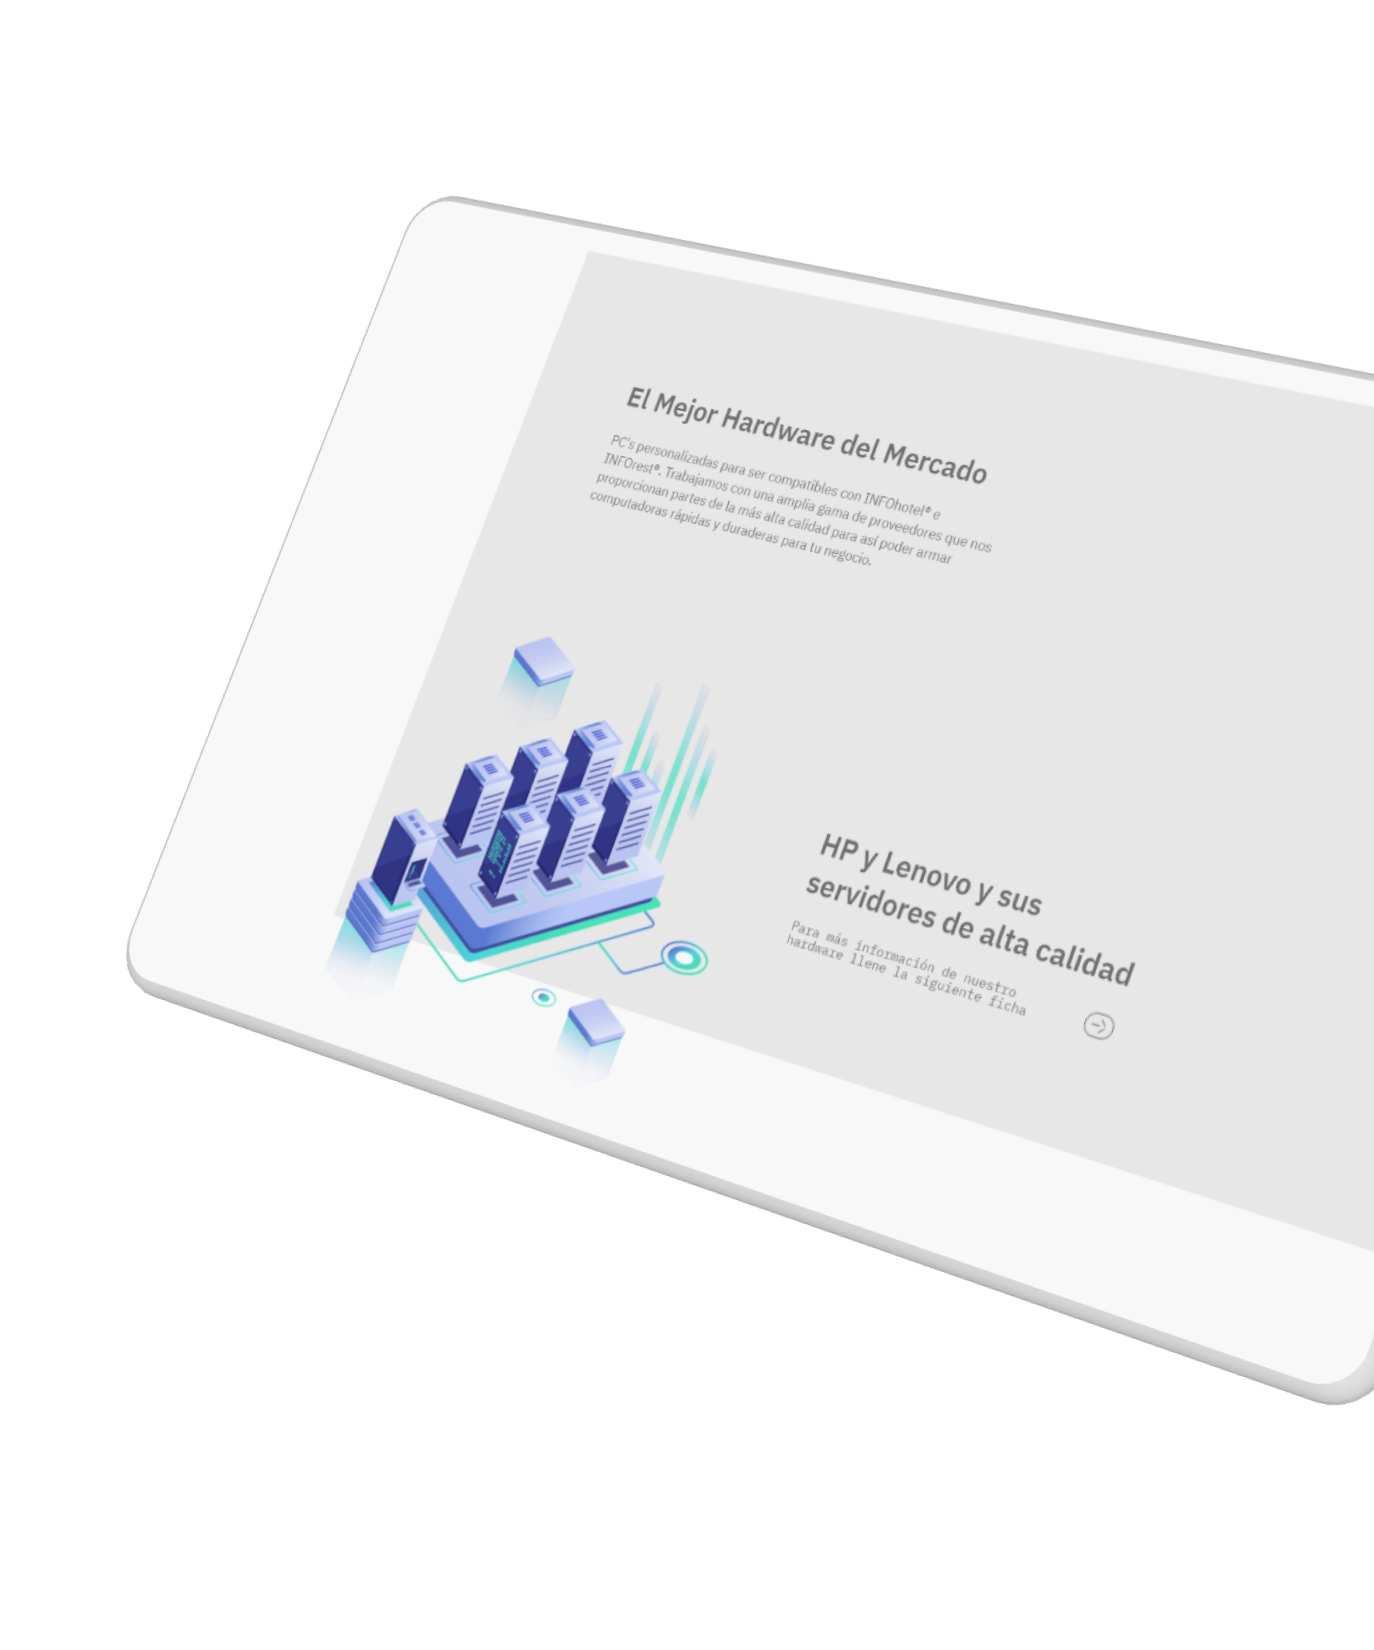 El Mejor Hardware del Mercado
PC's personalizadas para ser compatibles con INFOhotel® e
INFOrest®. Trabajamos con una amplia gama de proveedores que nos
proporcionan partes de la más alta calidad para así poder armar
computadoras rápidas y duraderas para tu negocio.
HP y Lenovo y sus
servidores de alta calidad
Para más información de nuestro
hardware llene la siguiente ficha